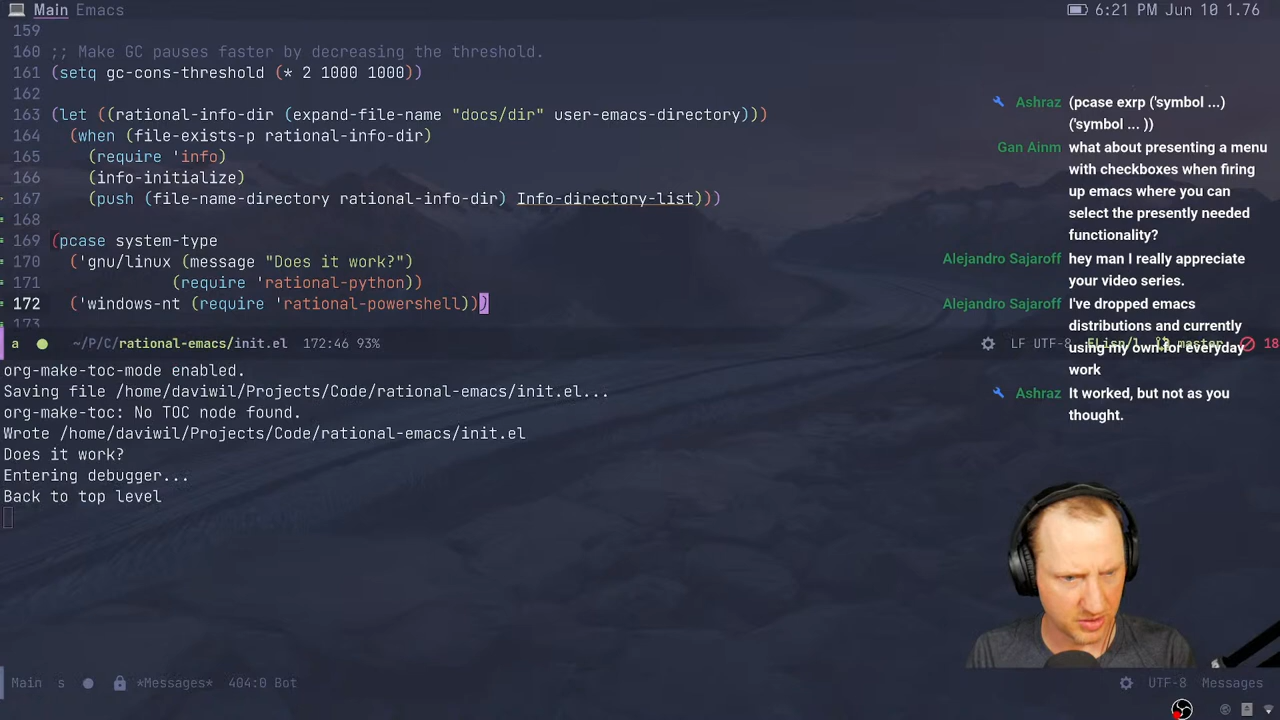 Main Emacs
6:21 PM Jun 10 1.76
159
160 ;; Make GC pauses faster by decreasing the threshold.
161 (setq gc-cons-threshold (* 2 1000 1000))
162
163 (let ((rational-info-dir (expand-file-name "docs/dir" user-emacs-directory)))
164 (when (file-exists-p rational-info-dir)
165 (require 'info)
166 (info-initialize)
167 (push (file-name-directory rational-info-dir) Info-directory-list)))
168
169 (pcase system-type
170 ('gnu/linux (message "Does it work?")
171 (require 'rational-python))
172 ('windows-nt (require 'rational-powershell)))
173
a ~/P/C/rational-emacs/init.el 172:46 93%
LF UTF-8 ELisp/l master 18
org-make-toc-mode enabled.
Saving file /home/daviwil/Projects/Code/rational-emacs/init.el...
org-make-toc: No TOC node found.
Wrote /home/daviwil/Projects/Code/rational-emacs/init.el
Does it work?
Entering debugger...
Back to top level
Main s *Messages* 404:0 Bot
UTF-8 Messages
Ashraz (pcase exrp ('symbol ...)
('symbol ... ))
Gan Ainm what about presenting a menu
with checkboxes when firing
up emacs where you can
select the presently needed
functionality?
Alejandro Sajaroff hey man I really appreciate
your video series.
Alejandro Sajaroff I've dropped emacs
distributions and currently
using my own for everyday
work
Ashraz It worked, but not as you
thought.